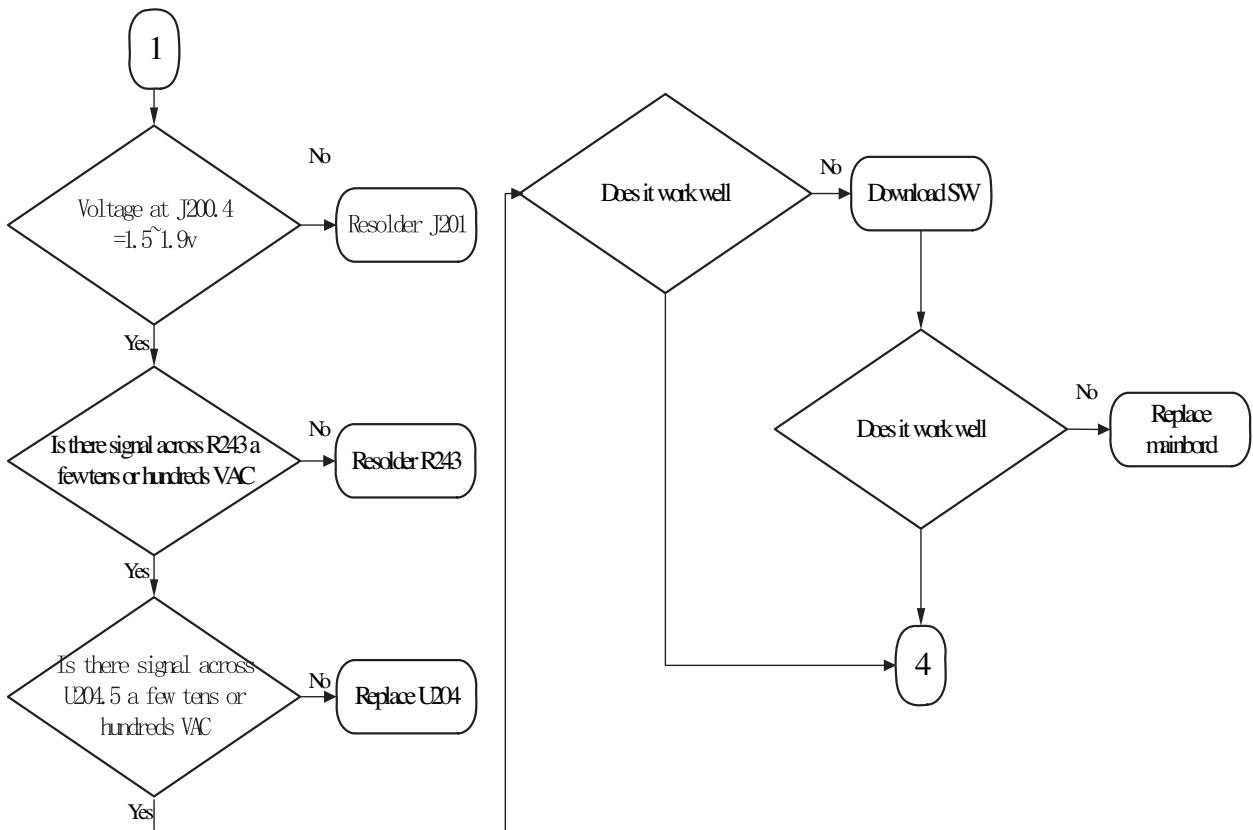 1
Voltage at J200.4
=1.5~1.9v
No
Resolder J201
Yes
Is there signal across R243 a
few tens or hundreds VAC
No
Resolder R243
Yes
Is there signal across
U204.5 a few tens or
hundreds VAC
No
Replace U204
Yes
Does it work well
No
Download SW
Does it work well
No
Replace
mainbord
4